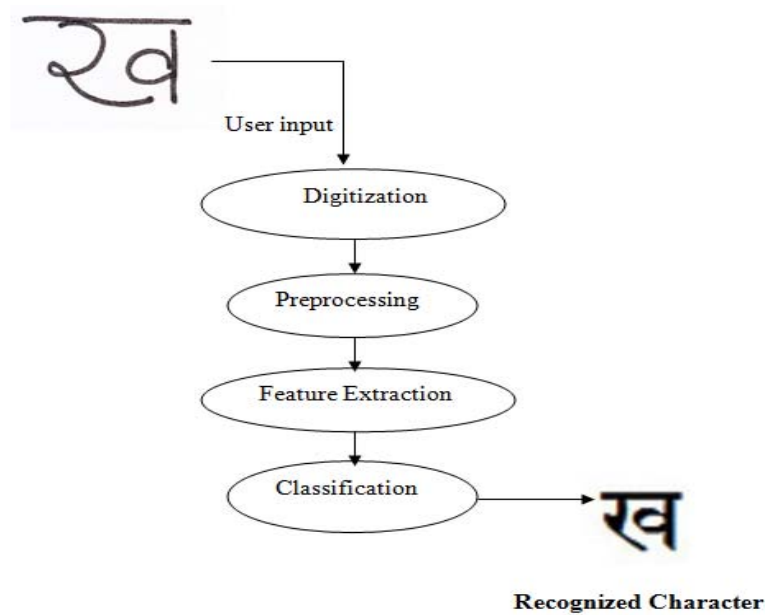 ख
User input
Digitization
Preprocessing
Feature Extraction
Classification
ख
Recognized Character